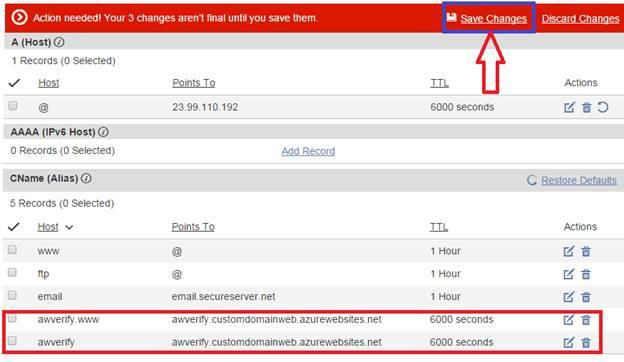 Action needed! Your 3 changes aren't final until you save them. Save Changes Discard Changes
A (Host)
1 Records (0 Selected)
Host Points To TTL Actions
@ 23.99.110.192 6000 seconds
AAAA (IPv6 Host)
0 Records (0 Selected) Add Record
CName (Alias) Restore Defaults
5 Records (0 Selected)
Host Points To TTL Actions
www @ 1 Hour
ftp @ 1 Hour
email email.secureserver.net 1 Hour
awverify.www awverify.customdomainweb.azurewebsites.net 6000 seconds
awverify awverify.customdomainweb.azurewebsites.net 6000 seconds